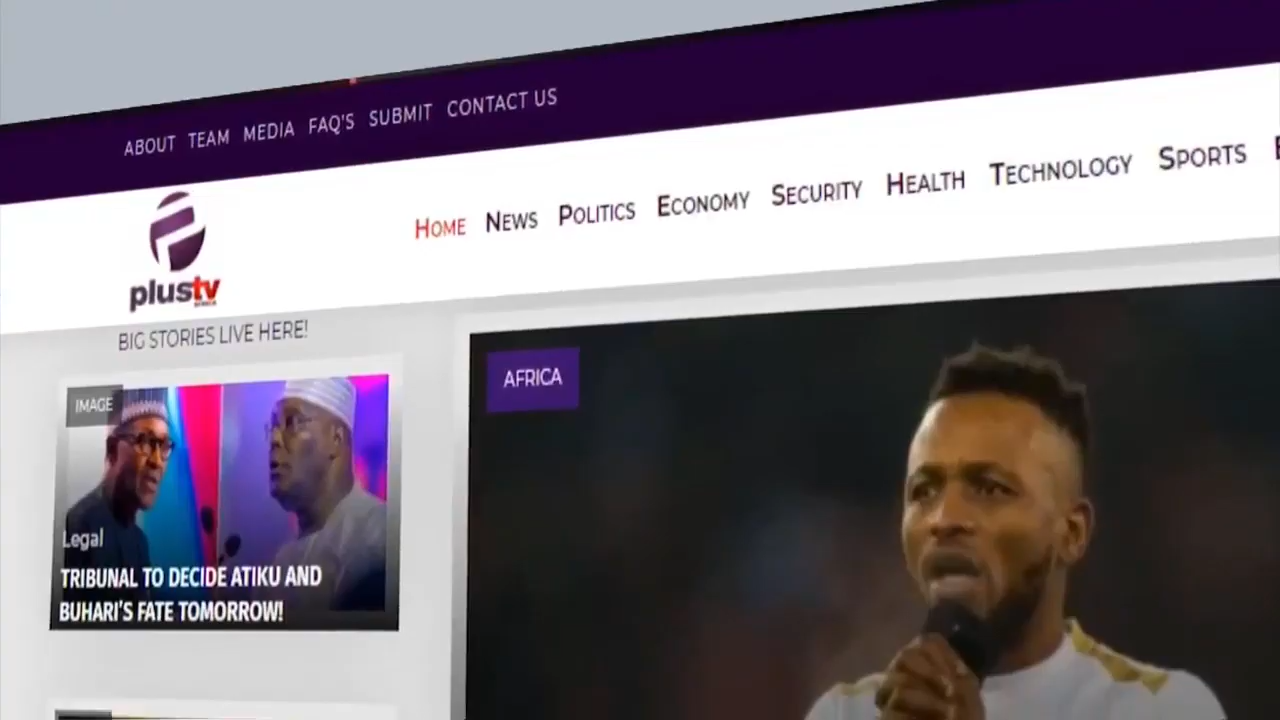 ABOUT TEAM MEDIA FAQ'S SUBMIT CONTACT US
plustv
AFRICA
HOME NEWS POLITICS ECONOMY SECURITY HEALTH TECHNOLOGY SPORTS
BIG STORIES LIVE HERE!
IMAGE
Legal
TRIBUNAL TO DECIDE ATIKU AND
BUHARI'S FATE TOMORROW!
AFRICA